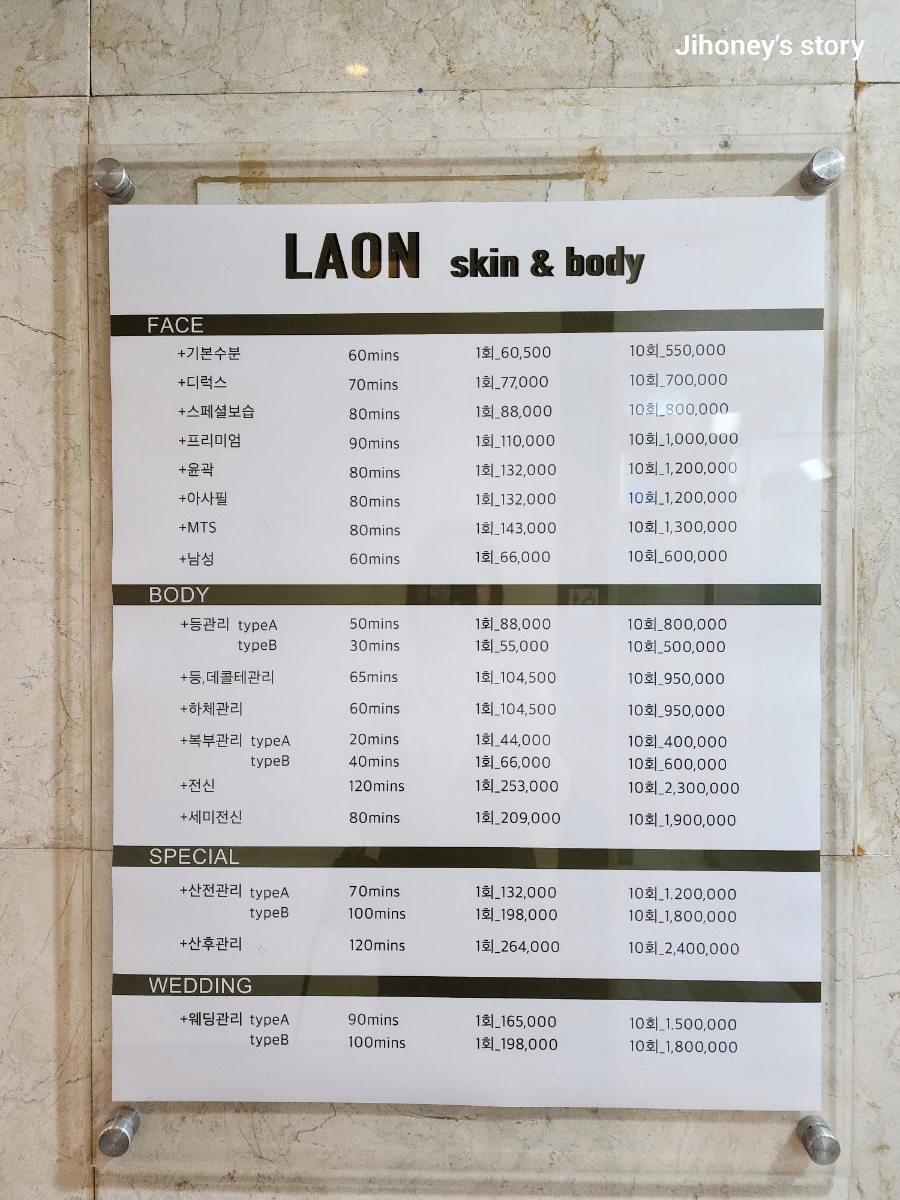 Jihoney's story
LAON skin & body
FACE
+기본수분 60mins 1회_60,500 10회_550,000
+디럭스 70mins 1회_77,000 10회_700,000
+스페셜보습 80mins 1회_88,000 10회_800,000
+프리미엄 90mins 1회_110,000 10회_1,000,000
+윤곽 80mins 1회_132,000 10회_1,200,000
+아사필 80mins 1회_132,000 10회_1,200,000
+MTS 80mins 1회_143,000 10회_1,300,000
+남성 60mins 1회_66,000 10회_600,000
BODY
+등관리 typeA 50mins 1회_88,000 10회_800,000
typeB 30mins 1회_55,000 10회_500,000
+등,데콜테관리 65mins 1회_104,500 10회_950,000
+하체관리 60mins 1회_104,500 10회_950,000
+복부관리 typeA 20mins 1회_44,000 10회_400,000
typeB 40mins 1회_66,000 10회_600,000
+전신 120mins 1회_253,000 10회_2,300,000
+세미전신 80mins 1회_209,000 10회_1,900,000
SPECIAL
+산전관리 typeA 70mins 1회_132,000 10회_1.200,000
typeB 100mins 1회_198,000 10회_1,800,000
+산후관리 120mins 1회_264,000 10회_2,400,000
WEDDING
+웨딩관리 typeA 90mins 1회_165,000 10회_1.500,000
typeB 100mins 1회_198,000 10회_1,800,000